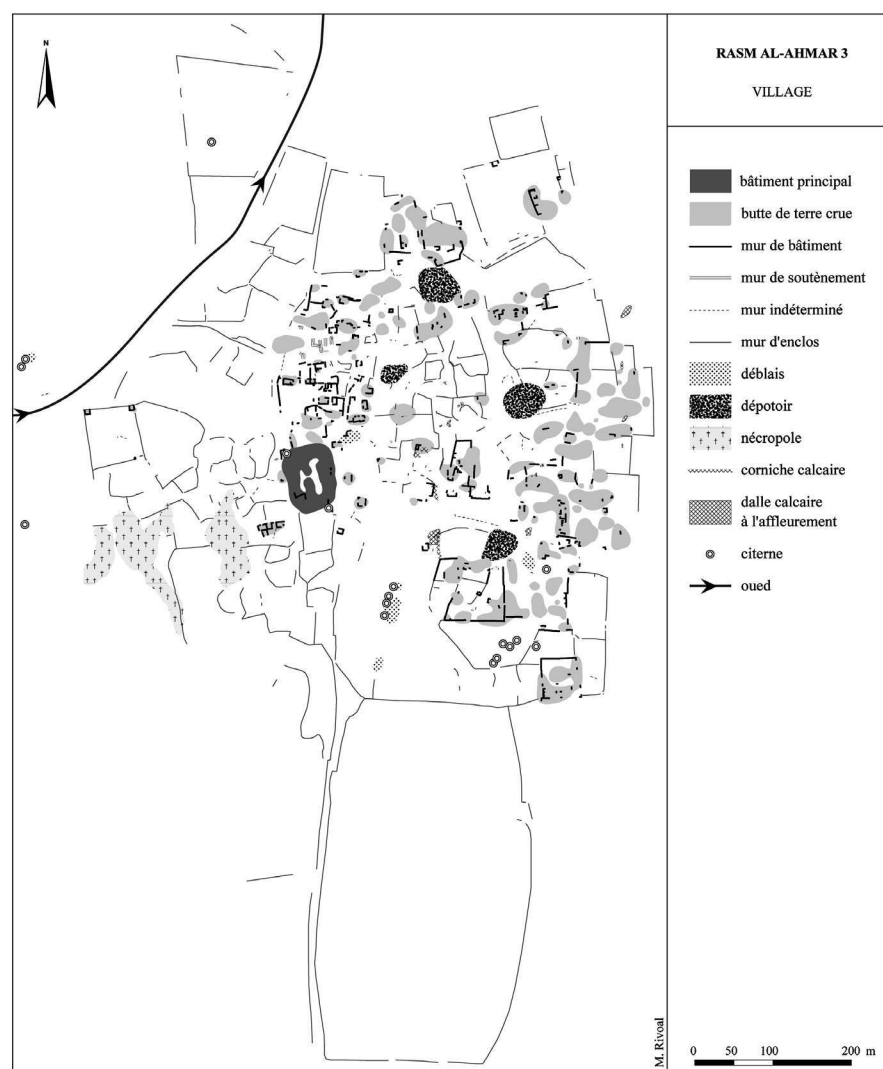 N
RASM AL-AHMAR 3
VILLAGE
bâtiment principal
butte de terre crue
mur de bâtiment
mur de soutènement
mur indéterminé
mur d'enclos
déblais
dépotoir
nécropole
corniche calcaire
dalle calcaire
à l'affleurement
citerne
oued
M. Rivoal
0 50 100 200 m